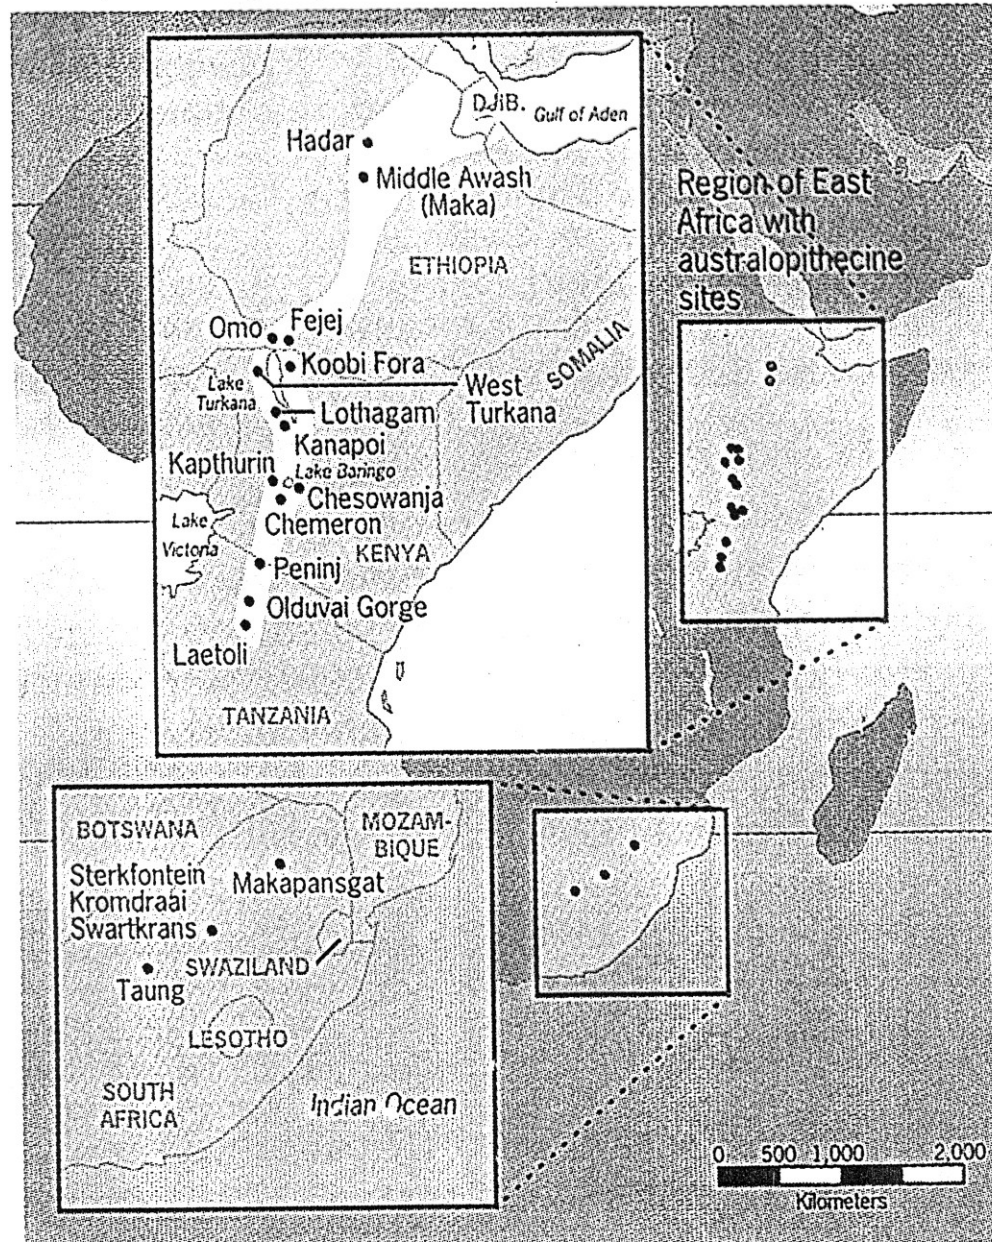 DJIB.
Gulf of Aden
Hadar
Middle Awash
(Maka)
ETHIOPIA
Omo
Fejej
Koobi Fora
SOMALIA
Lake
Turkana
West
Turkana
Lothagam
Kanapoi
Kapthurin
Lake Baringo
Chesowanja
Chemeron
Lake
Victoria
KENYA
Peninj
Olduvai Gorge
Laetoli
TANZANIA
Region of East
Africa with
australopithecine
sites
BOTSWANA
MOZAM-
BIQUE
Sterkfontein
Kromdraai
Swartkrans
Makapansgat
SWAZILAND
Taung
LESOTHO
SOUTH
AFRICA
Indian Ocean
0 500 1,000 2,000
Kilometers